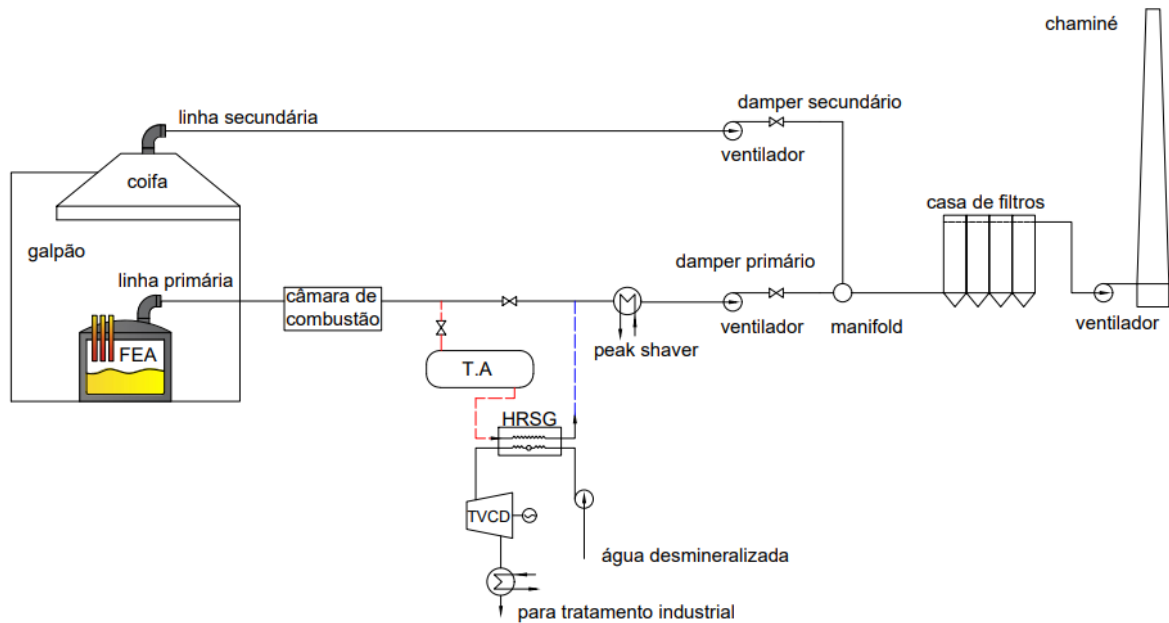 chaminé
damper secundário
linha secundária
ventilador
coifa
casa de filtros
galpão
damper primário
linha primária
câmara de
combustão
ventilador
manifold
ventilador
FEA
peak shaver
T.A
HRSG
TVCD
água desmineralizada
para tratamento industrial